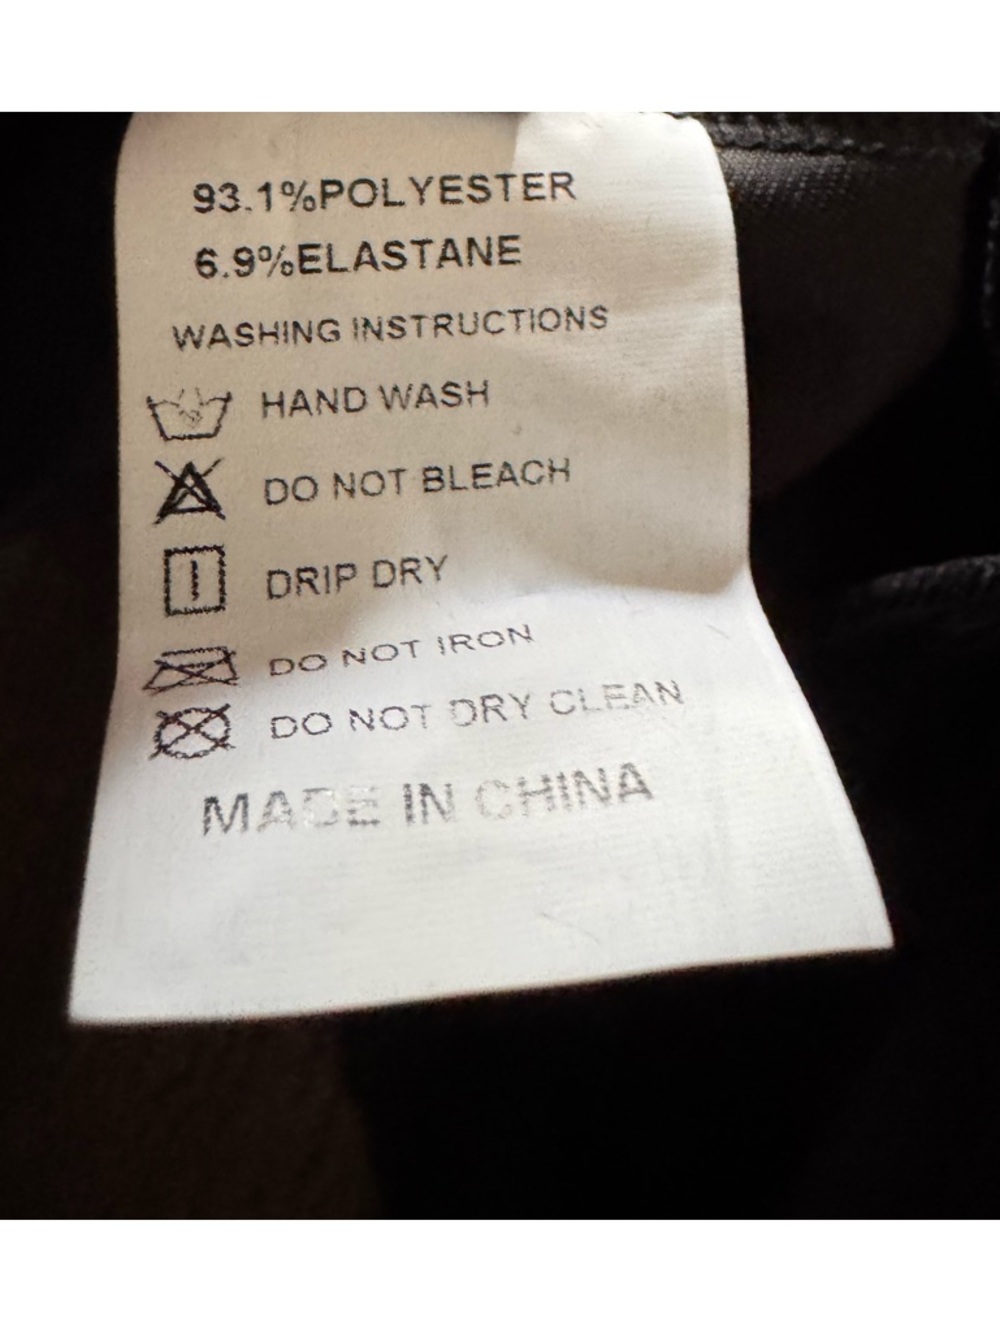 93.1%POLYESTER
6.9%ELASTANE
WASHING INSTRUCTIONS
HAND WASH
DO NOT BLEACH
DRIP DRY
DO NOT IRON
DO NOT DRY CLEAN
MADE IN CHINA